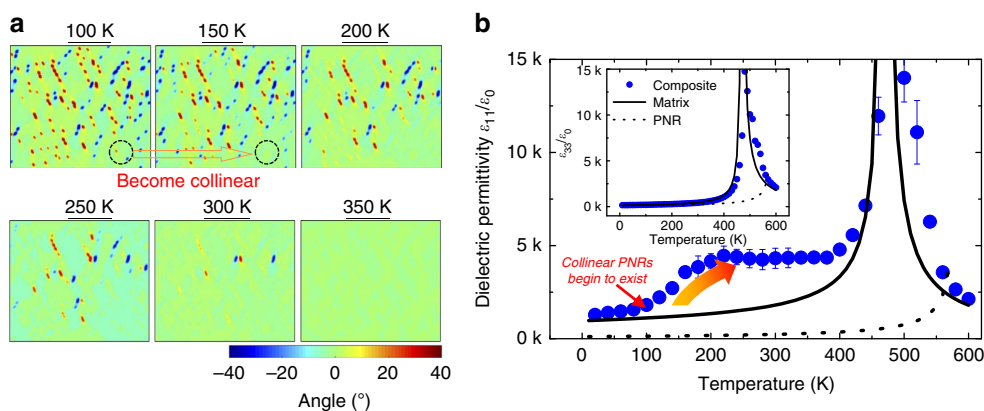 a
100 K 150 K 200 K
Become collinear
250 K 300 K 350 K
−40 −20 0 20 40
Angle (°)
b
Dielectric permittivity ε₁₁/ε₀
15 k
10 k
5 k
0 k
0 100 200 300 400 500 600
Temperature (K)
Composite
Matrix
PNR
Collinear PNRs
begin to exist
ε₃₃/ε₀
15 k
10 k
5 k
0 k
0 200 400 600
Temperature (K)